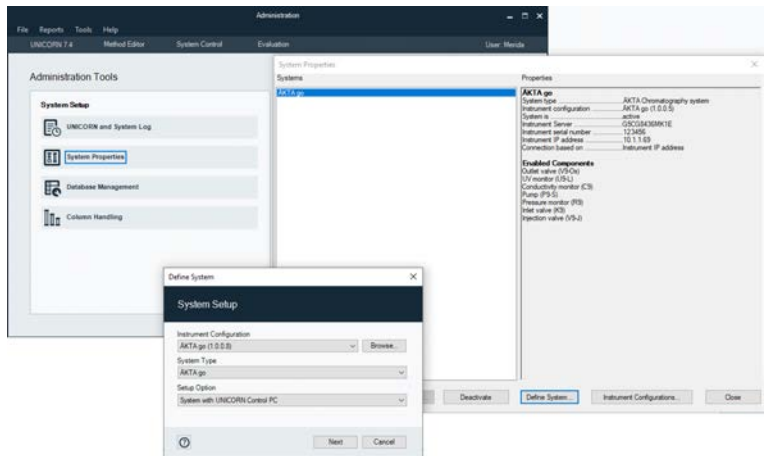 Administration
File Reports Tools Help
UNICORN 7.4 Method Editor System Control Evaluation User: Merida
Administration Tools
System Setup
UNICORN and System Log
System Properties
Database Management
Column Handling
System Properties
Systems
ÄKTA go
Properties
ÄKTA go
System type ÄKTA Chromatography system
Instrument configuration ÄKTA go (1.0.0.5)
System is active
Instrument Server
Instrument serial number 123456
Instrument IP address 10.1.1.69
Connection based on Instrument IP address
Enabled Components
Outlet valve (V9-Os)
UV monitor (U9-L)
Conductivity monitor (C9)
Pump (P9-S)
Pressure monitor (R9)
Inlet valve (K9)
Injection valve (V9-J)
Deactivate Define System... Instrument Configurations... Close
Define System
System Setup
Instrument Configuration
ÄKTA go (1.0.0.8) Browse...
System Type
ÄKTA go
Setup Option
System with UNICORN Control PC
Next Cancel